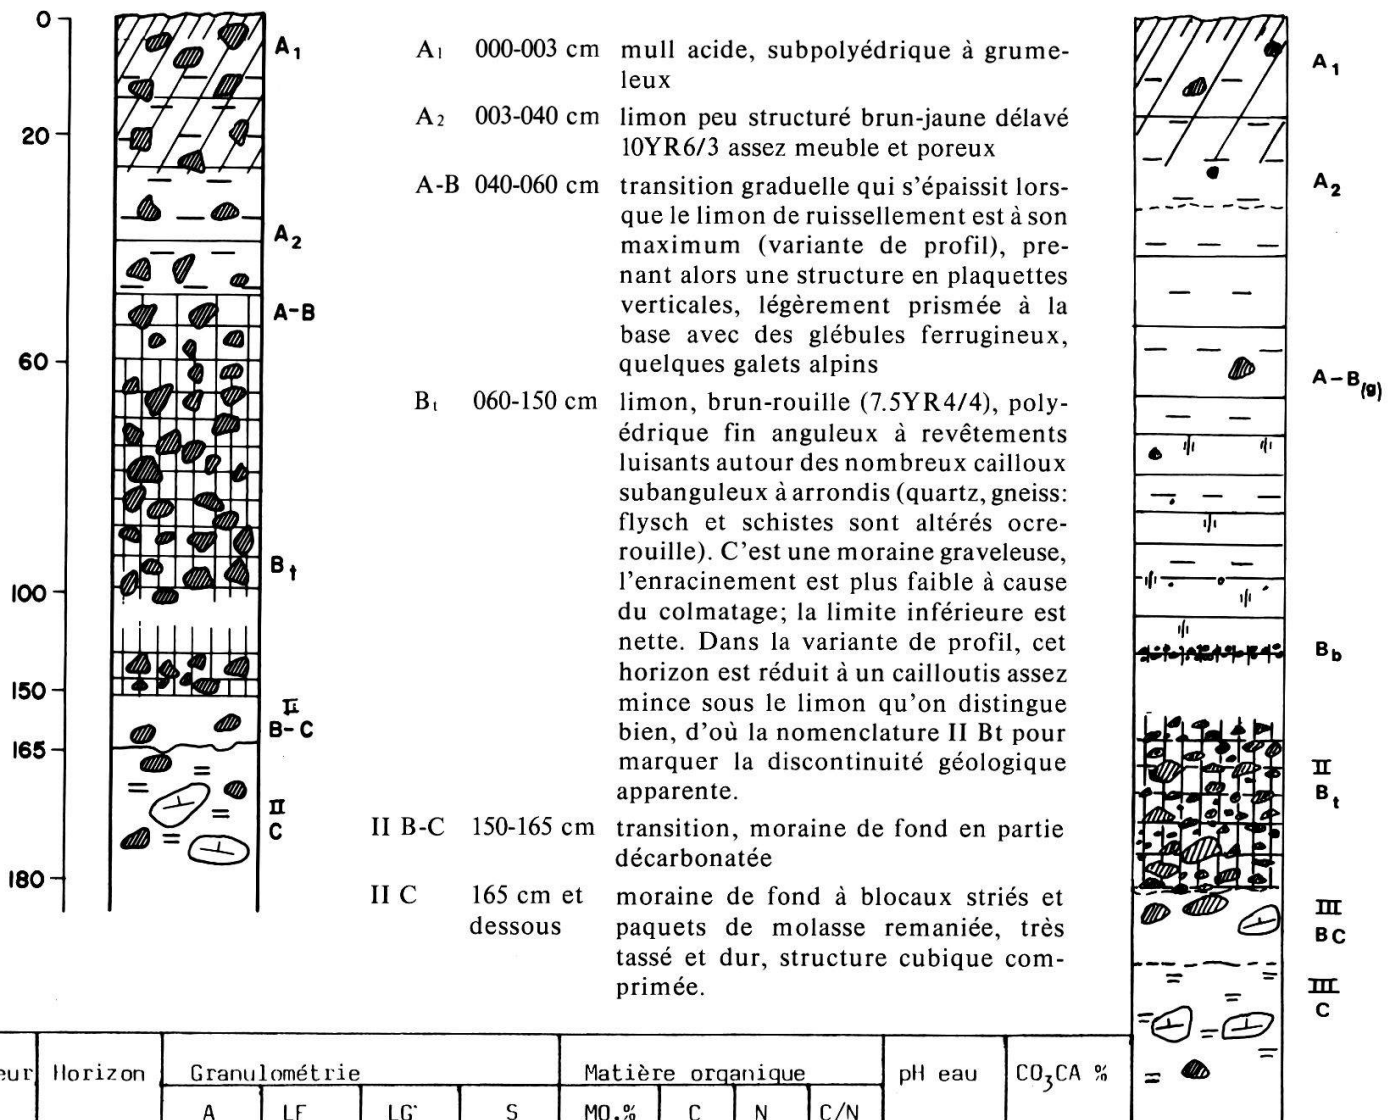 0
20
60
100
150
165
180
A1
A2
A-B
Bt
II
B-C
II
C
A1 000-003 cm mull acide, subpolyédrique à grume-
leux
A2 003-040 cm limon peu structuré brun-jaune délavé
10YR6/3 assez meuble et poreux
A-B 040-060 cm transition graduelle qui s'épaissit lors-
que le limon de ruissellement est à son
maximum (variante de profil), pre-
nant alors une structure en plaquettes
verticales, légèrement prismée à la
base avec des glébules ferrugineux,
quelques galets alpins
Bt 060-150 cm limon, brun-rouille (7.5YR4/4), poly-
édrique fin anguleux à revêtements
luisants autour des nombreux cailloux
subanguleux à arrondis (quartz, gneiss:
flysch et schistes sont altérés ocre-
rouille). C'est une moraine graveleuse,
l'enracinement est plus faible à cause
du colmatage; la limite inférieure est
nette. Dans la variante de profil, cet
horizon est réduit à un cailloutis assez
mince sous le limon qu'on distingue
bien, d'où la nomenclature II Bt pour
marquer la discontinuité géologique
apparente.
II B-C 150-165 cm transition, moraine de fond en partie
décarbonatée
II C 165 cm et moraine de fond à blocaux striés et
dessous paquets de molasse remaniée, très
tassé et dur, structure cubique com-
primée.
A1
A2
A-B(g)
Bb
II
Bt
III
BC
III
C
eur Horizon Granulométrie Matière organique pH eau CO3CA %
A LF LG S MO.% C N C/N